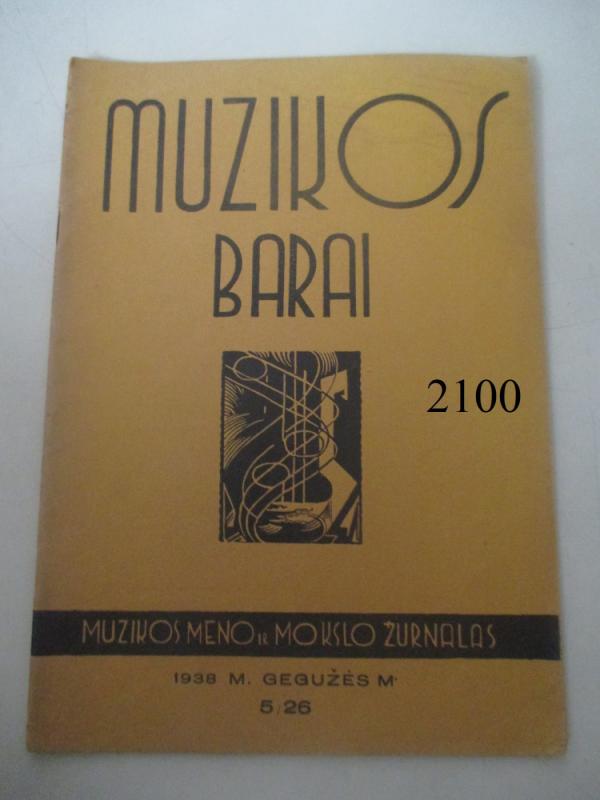 MUZIKOS
BARAI
2100
MUZIKOS MENO IR MOKSLO ŽURNALAS
1938 M. GEGUŽĖS M·
5/26